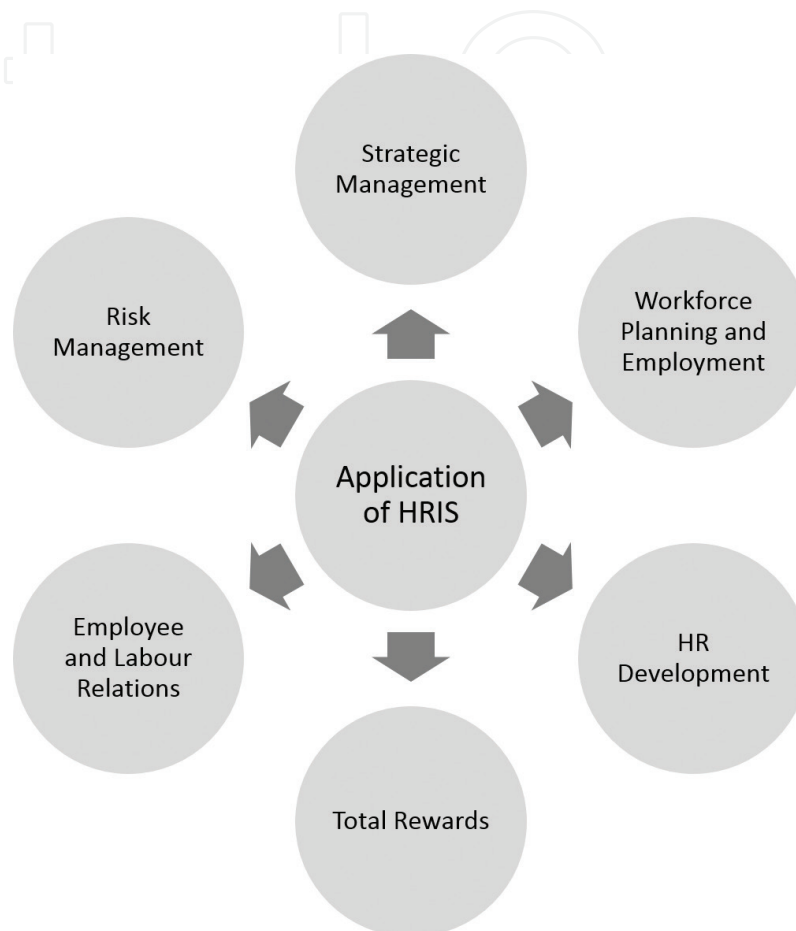 Strategic
Management
Workforce
Planning and
Employment
Risk
Management
Application
of HRIS
Employee
and Labour
Relations
HR
Development
Total Rewards